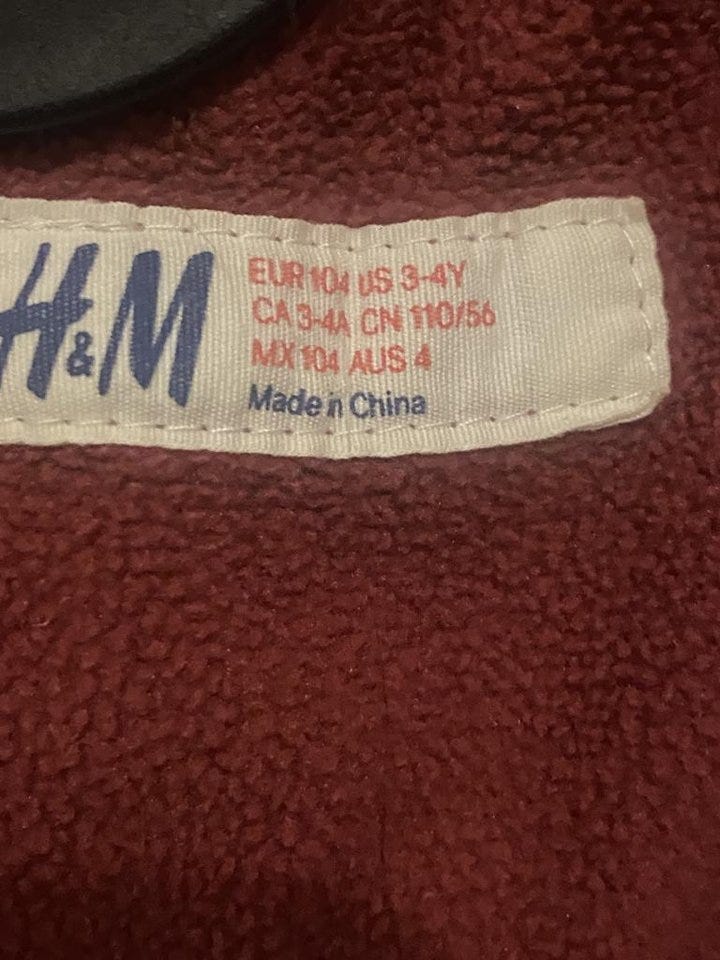 H&M
EUR 104 US 3-4Y
CA 3-4A CN 110/56
MX 104 AUS 4
Made in China